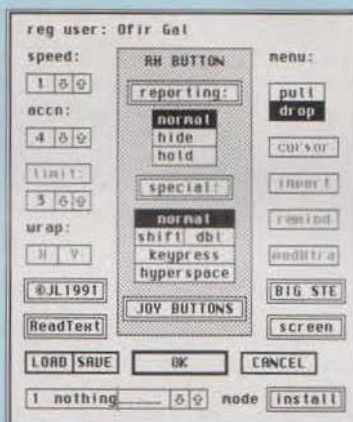 reg user: Ofir Gal
speed:
1
accn:
4
limit:
3
wrap:
X Y
©JL1991
ReadText
RH BUTTON
reporting:
normal
hide
hold
special:
normal
shift dbl
keypress
hyperspace
JOY BUTTONS
menu:
pull
drop
cursor
invert
remind
medXtra
BIG STE
screen
LOAD SAVE OK CANCEL
1 nothing____ mode install